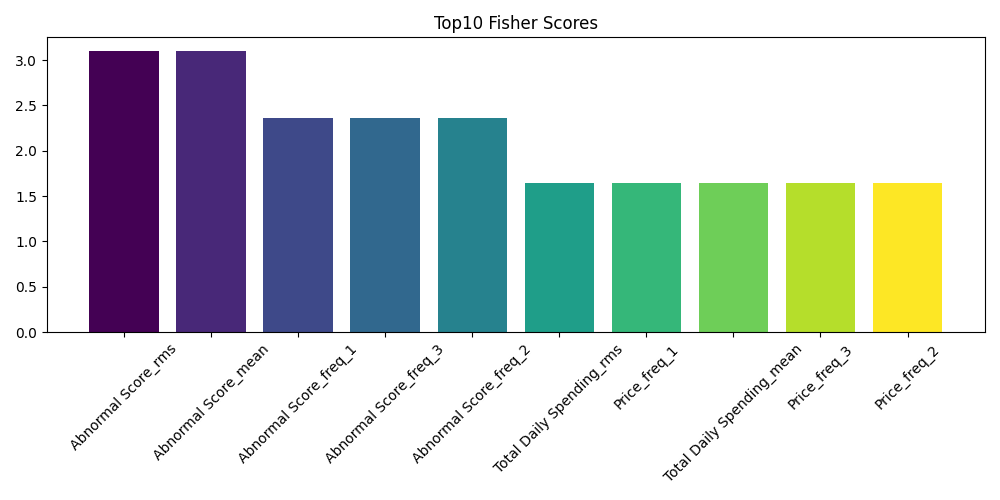 Top10 Fisher Scores
3.0
2.5
2.0
1.5
1.0
0.5
0.0
Abnormal Score_rms
Abnormal Score_mean
Abnormal Score_freq_1
Abnormal Score_freq_3
Abnormal Score_freq_2
Total Daily Spending_rms
Price_freq_1
Total Daily Spending_mean
Price_freq_3
Price_freq_2